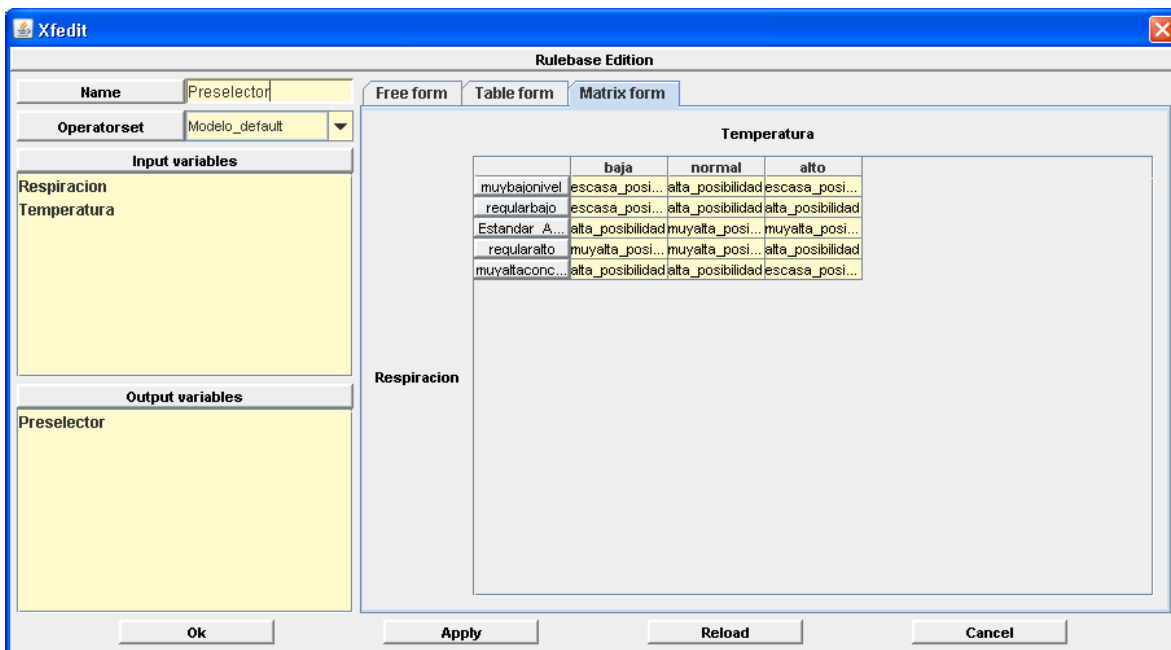 Xfedit
Rulebase Edition
Name Preselector
Operatorset Modelo_default
Input variables
Respiracion
Temperatura
Output variables
Preselector
Free form Table form Matrix form
Temperatura
baja normal alto
muybajonivel escasa_posi... alta_posibilidad escasa_posi...
regularbajo escasa_posi... alta_posibilidad alta_posibilidad
Estandar_A... alta_posibilidad muyalta_posi... muyalta_posi...
regularalto muyalta_posi... muyalta_posi... alta_posibilidad
muyaltaconc... alta_posibilidad alta_posibilidad escasa_posi...
Respiracion
Ok Apply Reload Cancel